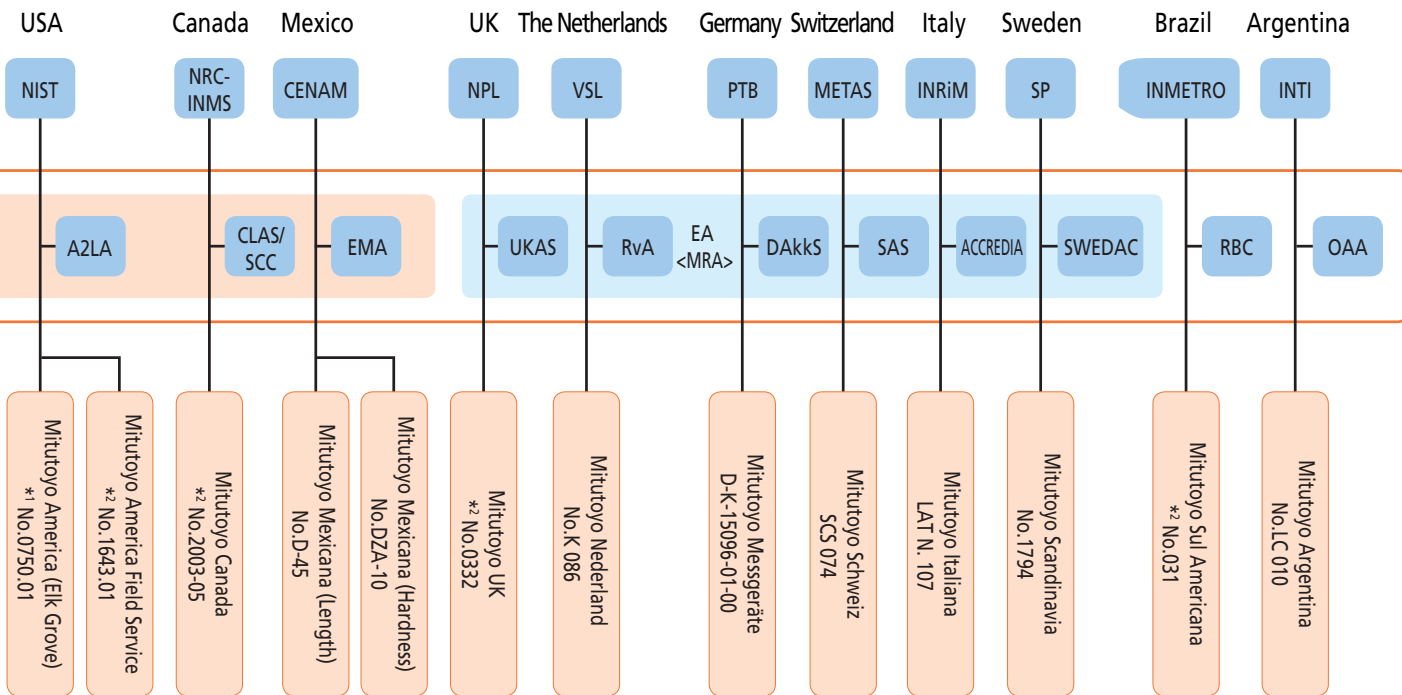 USA
Canada
Mexico
UK
The Netherlands
Germany
Switzerland
Italy
Sweden
Brazil
Argentina
NIST
NRC-
INMS
CENAM
NPL
VSL
PTB
METAS
INRiM
SP
INMETRO
INTI
A2LA
CLAS/
SCC
EMA
UKAS
RvA
EA
<MRA>
DAkkS
SAS
ACCREDIA
SWEDAC
RBC
OAA
Mitutoyo America (Elk Grove)
*1 No.0750.01
Mitutoyo America Field Service
*2 No.1643.01
Mitutoyo Canada
*2 No.2003-05
Mitutoyo Mexicana (Length)
No.D-45
Mitutoyo Mexicana (Hardness)
No.DZA-10
Mitutoyo UK
*2 No.0332
Mitutoyo Nederland
No.K 086
Mitutoyo Messgeräte
D-K-15096-01-00
Mitutoyo Schweiz
SCS 074
Mitutoyo Italiana
LAT N. 107
Mitutoyo Scandinavia
No.1794
Mitutoyo Sul Americana
*2 No.031
Mitutoyo Argentina
No.LC 010